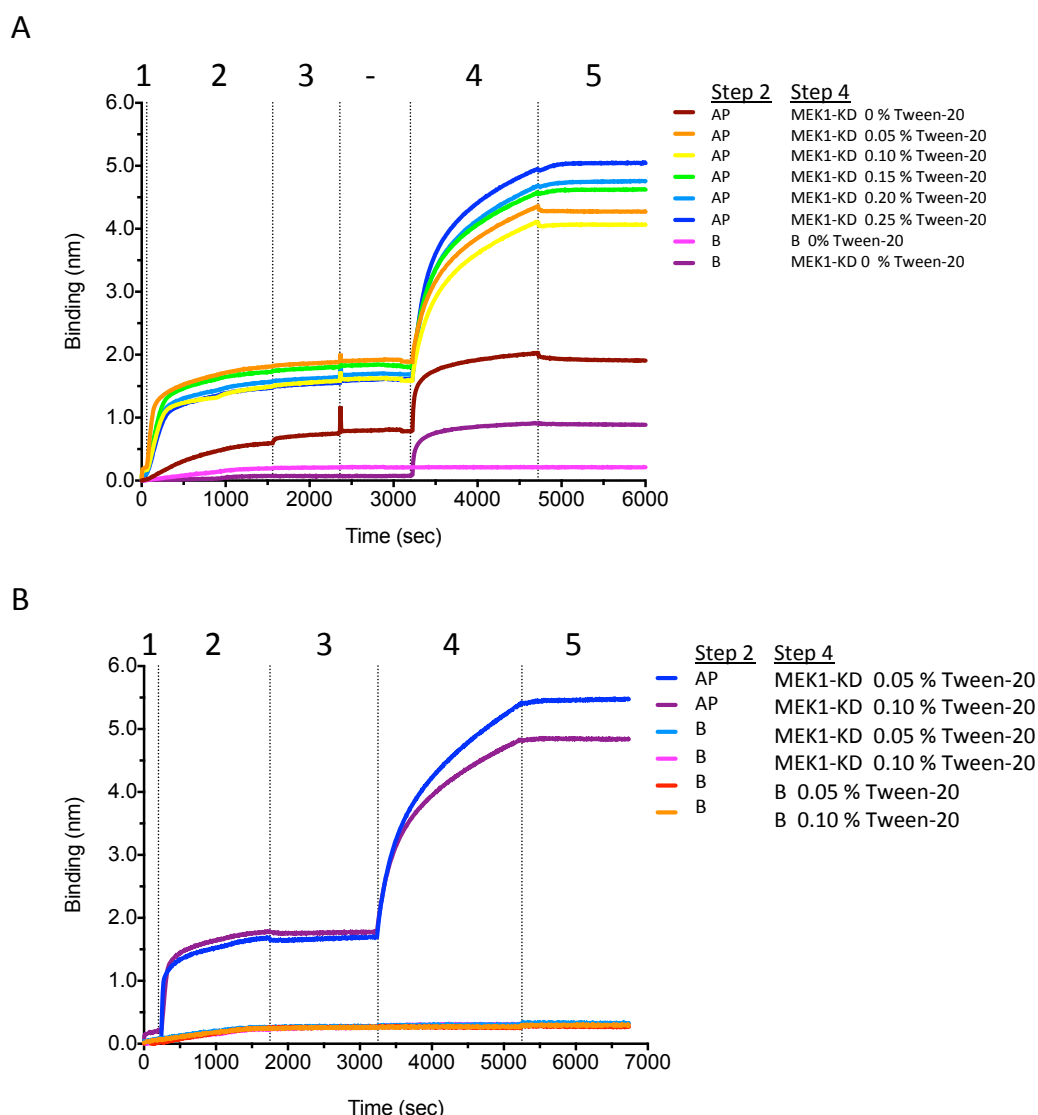 A
1 2 3 - 4 5
Step 2 Step 4
AP MEK1-KD 0 % Tween-20
AP MEK1-KD 0.05 % Tween-20
AP MEK1-KD 0.10 % Tween-20
AP MEK1-KD 0.15 % Tween-20
AP MEK1-KD 0.20 % Tween-20
AP MEK1-KD 0.25 % Tween-20
B B 0% Tween-20
B MEK1-KD 0 % Tween-20
6.0
5.0
4.0
3.0
2.0
1.0
0.0
Binding (nm)
0 1000 2000 3000 4000 5000 6000
Time (sec)
B
1 2 3 4 5
Step 2 Step 4
AP MEK1-KD 0.05 % Tween-20
AP MEK1-KD 0.10 % Tween-20
B MEK1-KD 0.05 % Tween-20
B MEK1-KD 0.10 % Tween-20
B B 0.05 % Tween-20
B B 0.10 % Tween-20
6.0
5.0
4.0
3.0
2.0
1.0
0.0
Binding (nm)
0 1000 2000 3000 4000 5000 6000 7000
Time (sec)